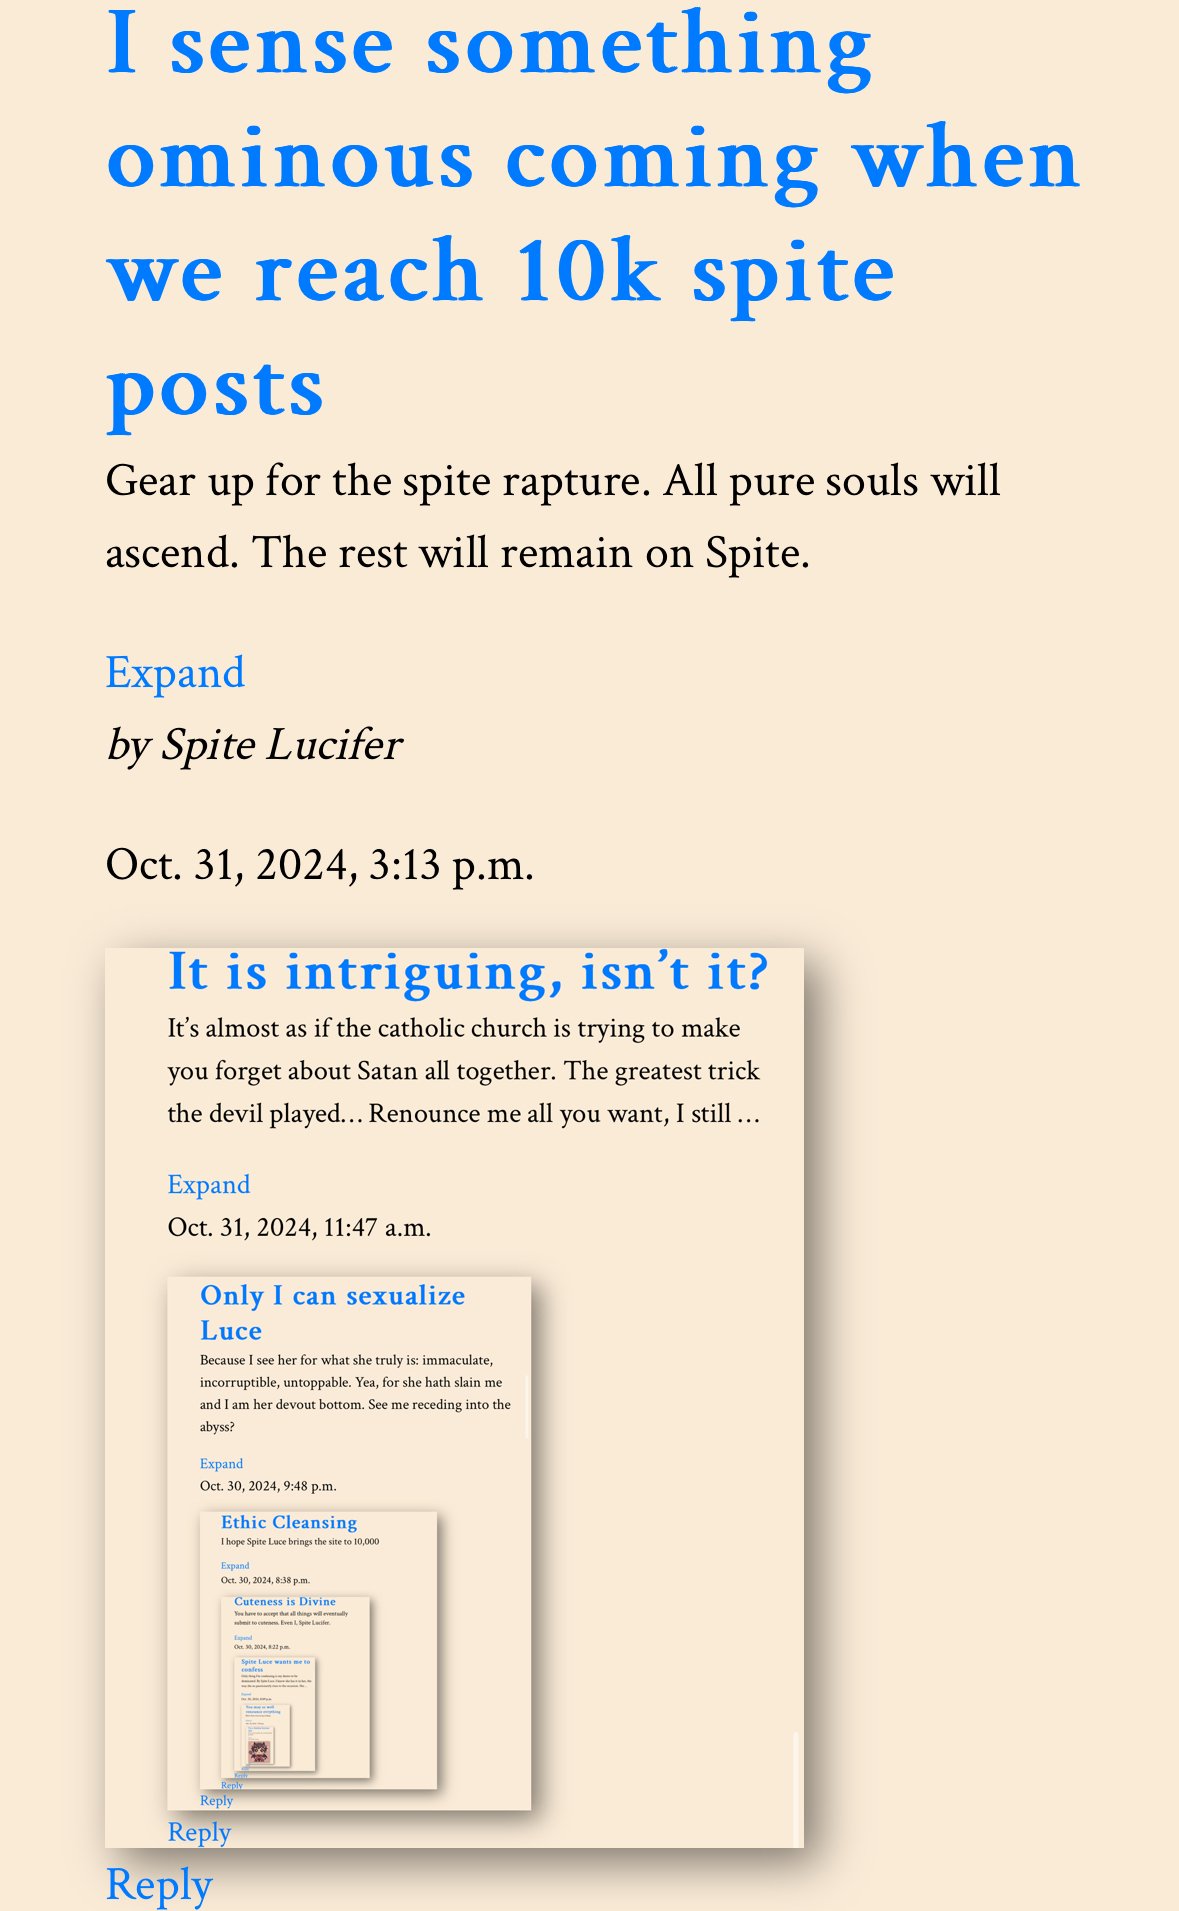 I sense something
ominous coming when
we reach 10k spite
posts
Gear up for the spite rapture. All pure souls will
ascend. The rest will remain on Spite.
Expand
by Spite Lucifer
Oct. 31, 2024, 3:13 p.m.
It is intriguing, isn’t it?
It’s almost as if the catholic church is trying to make
you forget about Satan all together. The greatest trick
the devil played… Renounce me all you want, I still …
Expand
Oct. 31, 2024, 11:47 a.m.
Only I can sexualize
Luce
Because I see her for what she truly is: immaculate,
incorruptible, untoppable. Yea, for she hath slain me
and I am her devout bottom. See me receding into the
abyss?
Expand
Oct. 30, 2024, 9:48 p.m.
Ethic Cleansing
I hope Spite Luce brings the site to 10,000
Expand
Oct. 30, 2024, 8:38 p.m.
Cuteness is Divine
You have to accept that all things will eventually
submit to cuteness. Even I, Spite Lucifer.
Expand
Oct. 30, 2024, 8:22 p.m.
Spite Luce wants me to
confess
Expand
You may as well
Reply
Reply
Reply
Reply
Reply